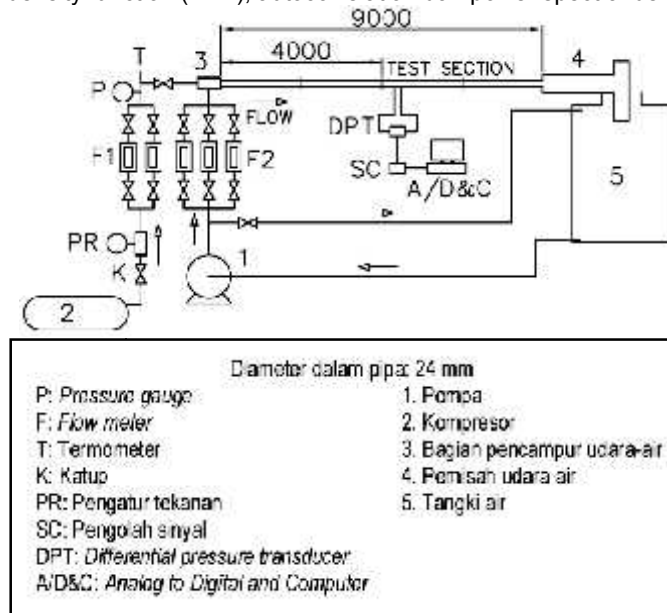 9000
T
3
4000
4
TEST SECTION
P
FLOW
DPT
F1
F2
SC
A/D&C
5
PR
1
K
2
Diameter dalam pipa: 24 mm
P: Pressure gauge
F: Flow meter
T: Termometer
K: Katup
PR: Pengatur tekanan
SC: Pengolah sinyal
DPT: Differential pressure transducer
A/D&C: Analog to Digital and Computer
1. Pompa
2. Kompresor
3. Bagian pencampur udara-air
4. Pemisah udara air
5. Tangki air